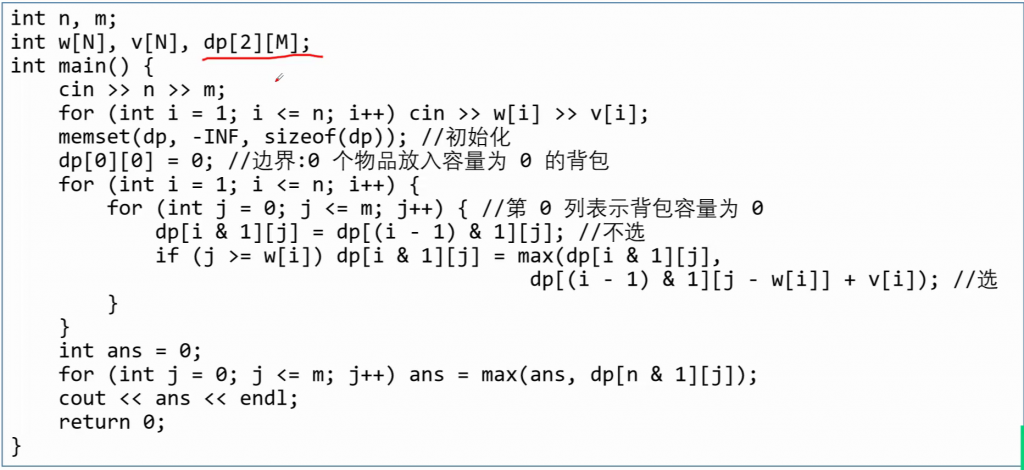 int n, m;
int w[N], v[N], dp[2][M];
int main() {
    cin >> n >> m;
    for (int i = 1; i <= n; i++) cin >> w[i] >> v[i];
    memset(dp, -INF, sizeof(dp)); //初始化
    dp[0][0] = 0; //边界:0 个物品放入容量为 0 的背包
    for (int i = 1; i <= n; i++) {
        for (int j = 0; j <= m; j++) { //第 0 列表示背包容量为 0
            dp[i & 1][j] = dp[(i - 1) & 1][j]; //不选
            if (j >= w[i]) dp[i & 1][j] = max(dp[i & 1][j],
                                           dp[(i - 1) & 1][j - w[i]] + v[i]); //选
        }
    }
    int ans = 0;
    for (int j = 0; j <= m; j++) ans = max(ans, dp[n & 1][j]);
    cout << ans << endl;
    return 0;
}